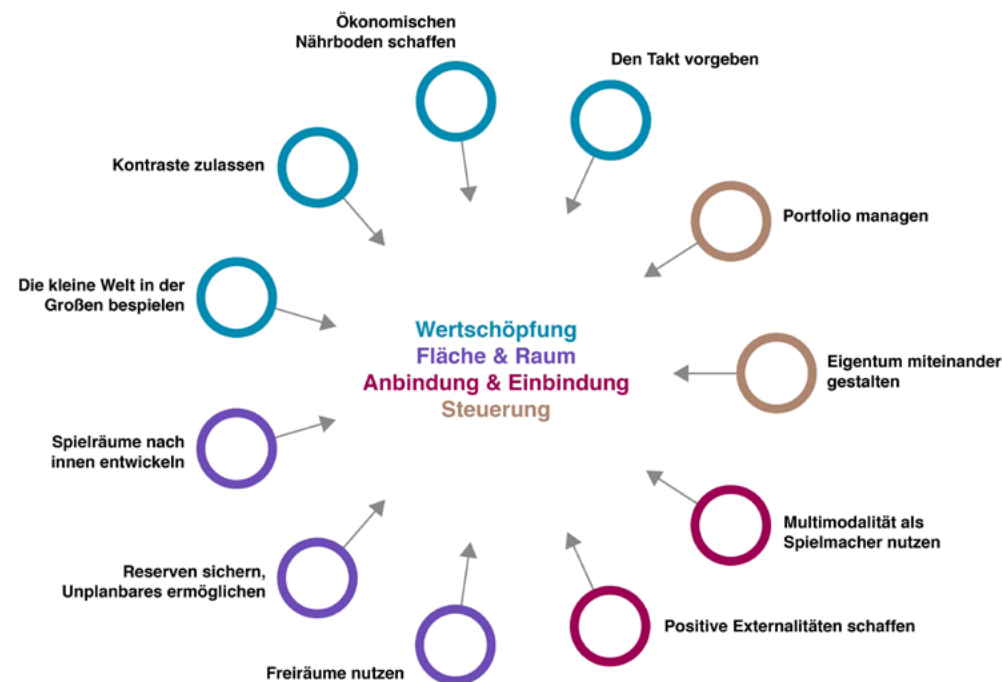 Ökonomischen
Nährboden schaffen
Den Takt vorgeben
Kontraste zulassen
Portfolio managen
Die kleine Welt in der
Großen bespielen
Wertschöpfung
Fläche & Raum
Anbindung & Einbindung
Steuerung
Eigentum miteinander
gestalten
Spielräume nach
innen entwickeln
Multimodalität als
Spielmacher nutzen
Reserven sichern,
Unplanbares ermöglichen
Positive Externalitäten schaffen
Freiräume nutzen